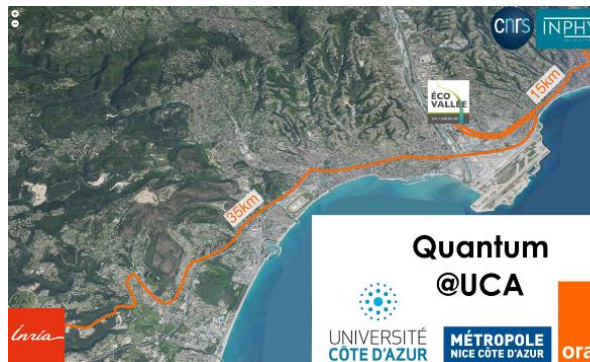 cnrs
INPHY
15km
ÉCO
VALLÉE
35km
Quantum
@UCA
Inria
UNIVERSITÉ
CÔTE D'AZUR
MÉTROPOLE
NICE CÔTE D'AZUR
ora